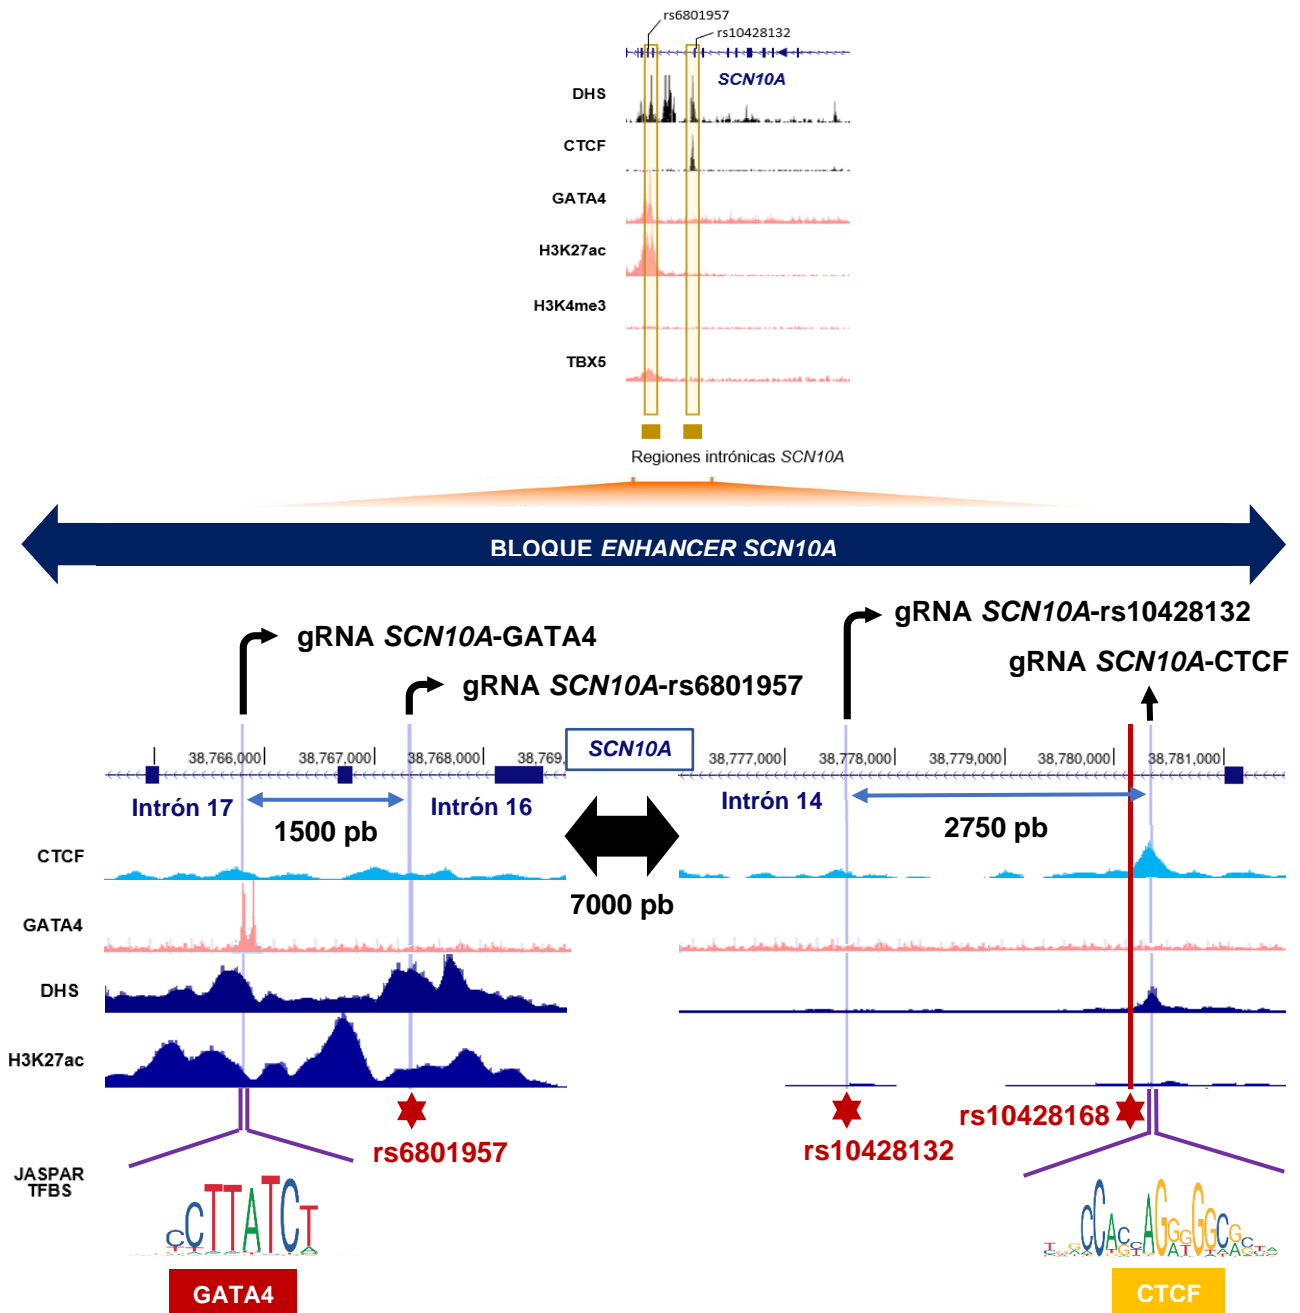 rs6801957
rs10428132
SCN10A
DHS
CTCF
GATA4
H3K27ac
H3K4me3
TBX5
Regiones intrónicas SCN10A
BLOQUE ENHANCER SCN10A
gRNA SCN10A-rs10428132
gRNA SCN10A-GATA4
gRNA SCN10A-CTCF
gRNA SCN10A-rs6801957
SCN10A
38,766,000 38,767,000 38,768,000 38,769,
38,777,000 38,778,000 38,779,000 38,780,000 38,781,000
Intrón 17 Intrón 16 Intrón 14
1500 pb
2750 pb
7000 pb
CTCF
GATA4
DHS
H3K27ac
rs6801957
rs10428132
rs10428168
JASPAR
TFBS
CCTTATCT
GATA4
CTCF